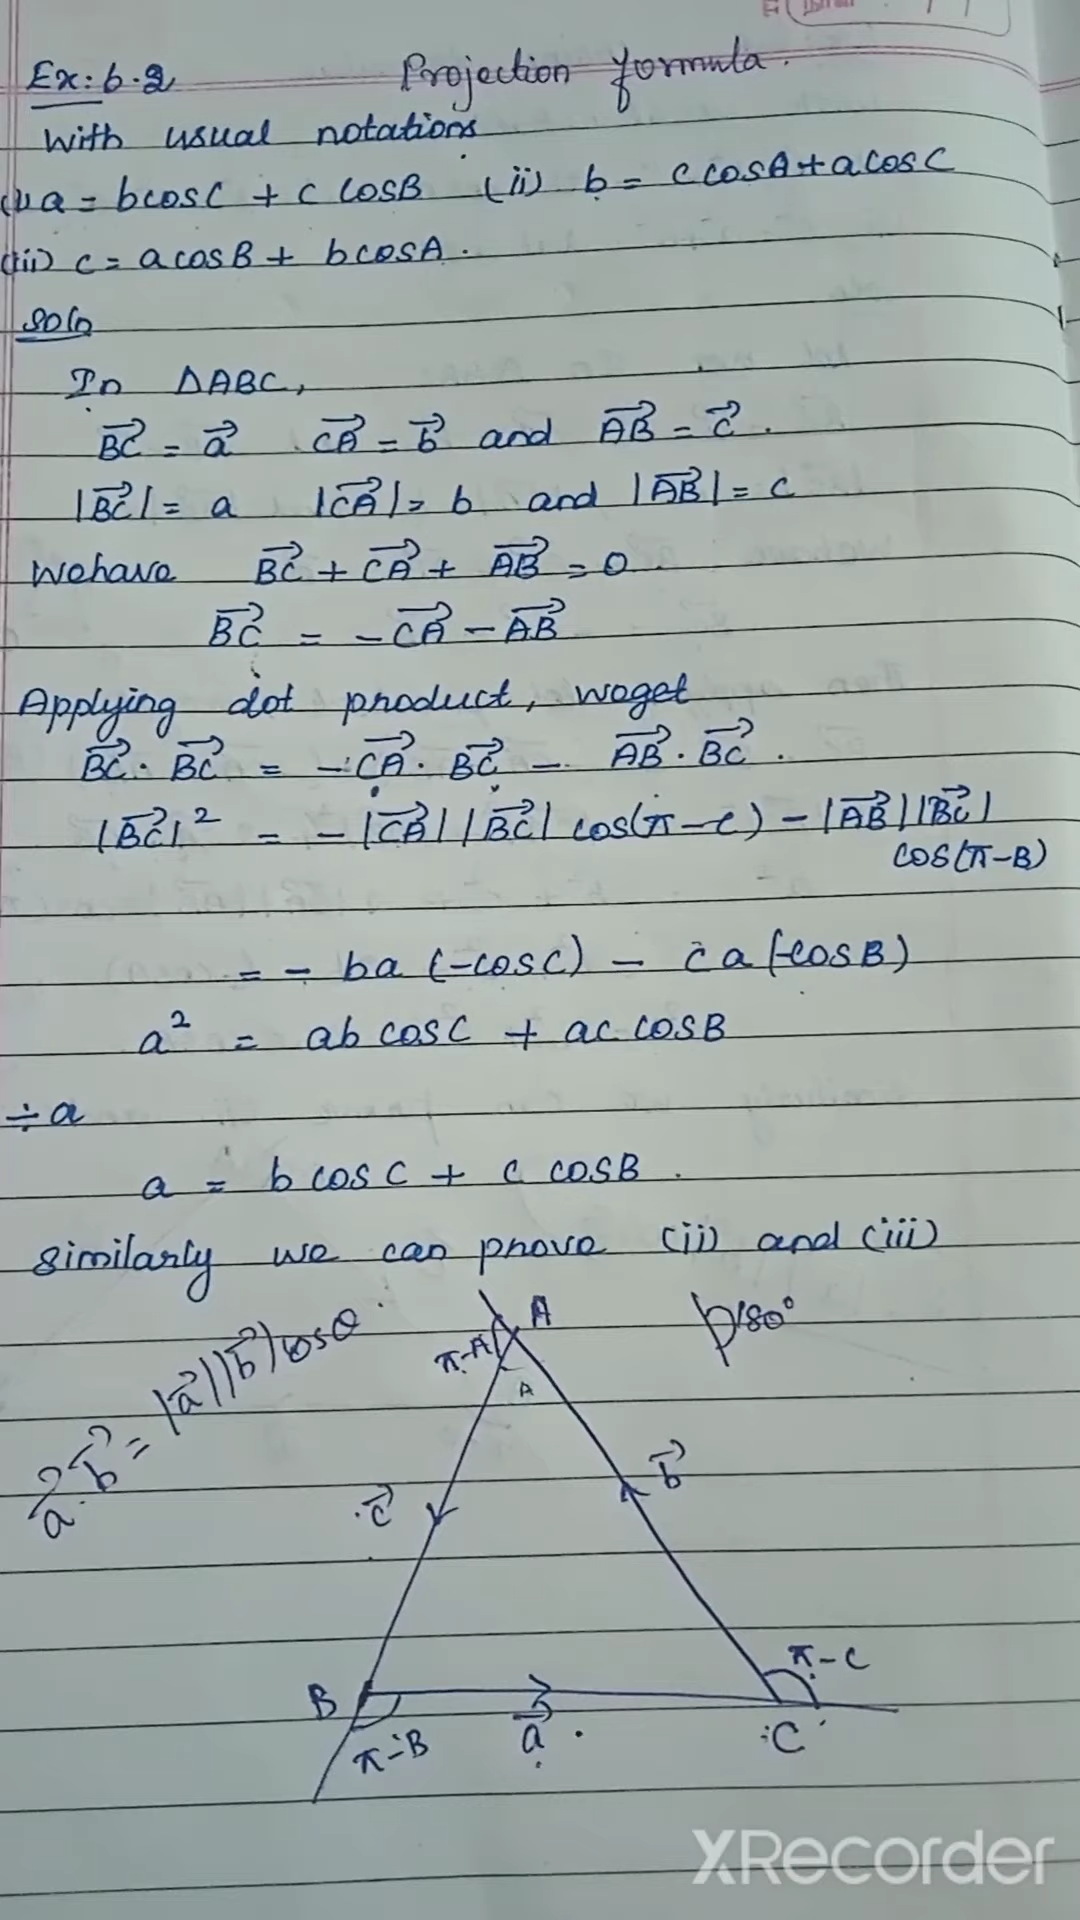 Ex: 6.2 Projection formula.
With usual notations
(i) a = b cos C + c cos B (ii) b = c cos A + a cos C
(iii) c = a cos B + b cos A.
Soln
In ΔABC,
BC⃗ = a⃗ CA⃗ = b⃗ and AB⃗ = c⃗.
|BC⃗| = a |CA⃗| = b and |AB⃗| = c
We have BC⃗ + CA⃗ + AB⃗ = 0
BC⃗ = -CA⃗ - AB⃗
Applying dot product, we get
BC⃗ · BC⃗ = -CA⃗ · BC⃗ - AB⃗ · BC⃗.
|BC⃗|² = -|CA⃗||BC⃗| cos(π-C) - |AB⃗||BC⃗|
cos(π-B)
= - ba (-cos C) - ca (-cos B)
a² = ab cos C + ac cos B
÷a
a = b cos C + c cos B.
Similarly we can prove (ii) and (iii)
a⃗·b⃗ = |a⃗||b⃗| cosθ
A
180°
π-A
A
b⃗
c⃗
π-C
B
a⃗
C
π-B
XRecorder